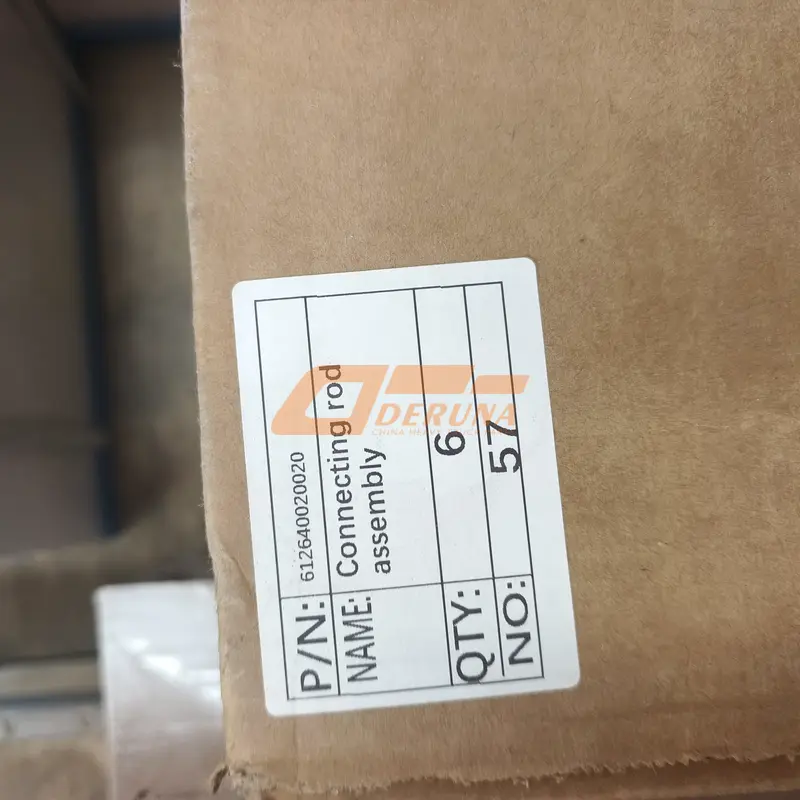 P/N: 612640020020
NAME: Connecting rod
assembly
QTY: 6
NO: 57
DERUNA